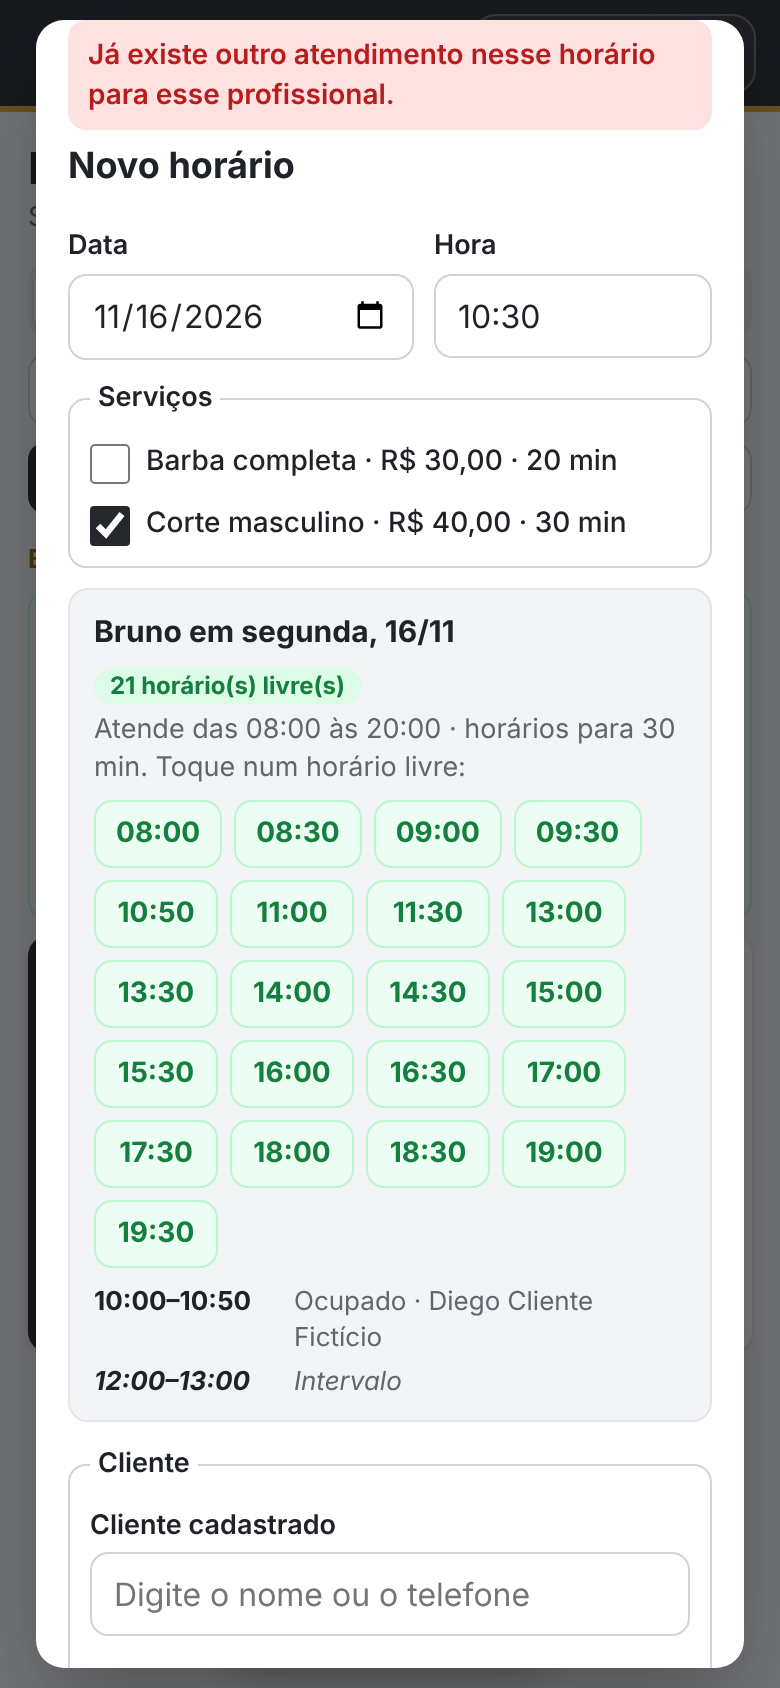 Já existe outro atendimento nesse horário
para esse profissional.
Novo horário
Data
Hora
11/16/2026
10:30
Serviços
Barba completa · R$ 30,00 · 20 min
Corte masculino · R$ 40,00 · 30 min
Bruno em segunda, 16/11
21 horário(s) livre(s)
Atende das 08:00 às 20:00 · horários para 30
min. Toque num horário livre:
08:00 08:30 09:00 09:30
10:50 11:00 11:30 13:00
13:30 14:00 14:30 15:00
15:30 16:00 16:30 17:00
17:30 18:00 18:30 19:00
19:30
10:00–10:50 Ocupado · Diego Cliente
Fictício
12:00–13:00 Intervalo
Cliente
Cliente cadastrado
Digite o nome ou o telefone